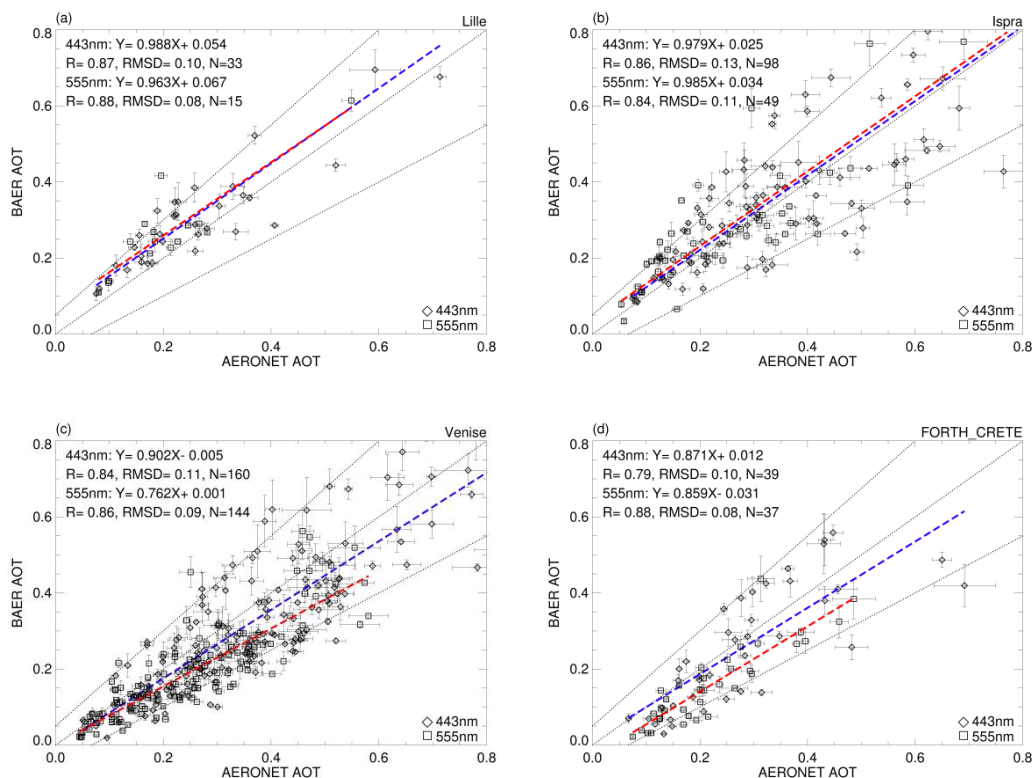 (a) Lille
443nm: Y= 0.988X+ 0.054
R= 0.87, RMSD= 0.10, N=33
555nm: Y= 0.963X+ 0.067
R= 0.88, RMSD= 0.08, N=15
0.8
0.6
0.4
0.2
0.0
BAER AOT
443nm
555nm
0.0 0.2 0.4 0.6 0.8
AERONET AOT
(b) Ispra
443nm: Y= 0.979X+ 0.025
R= 0.86, RMSD= 0.13, N=98
555nm: Y= 0.985X+ 0.034
R= 0.84, RMSD= 0.11, N=49
0.8
0.6
0.4
0.2
0.0
BAER AOT
443nm
555nm
0.0 0.2 0.4 0.6 0.8
AERONET AOT
(c) Venise
443nm: Y= 0.902X- 0.005
R= 0.84, RMSD= 0.11, N=160
555nm: Y= 0.762X+ 0.001
R= 0.86, RMSD= 0.09, N=144
0.8
0.6
0.4
0.2
0.0
BAER AOT
443nm
555nm
0.0 0.2 0.4 0.6 0.8
AERONET AOT
(d) FORTH_CRETE
443nm: Y= 0.871X+ 0.012
R= 0.79, RMSD= 0.10, N=39
555nm: Y= 0.859X- 0.031
R= 0.88, RMSD= 0.08, N=37
0.8
0.6
0.4
0.2
0.0
BAER AOT
443nm
555nm
0.0 0.2 0.4 0.6 0.8
AERONET AOT